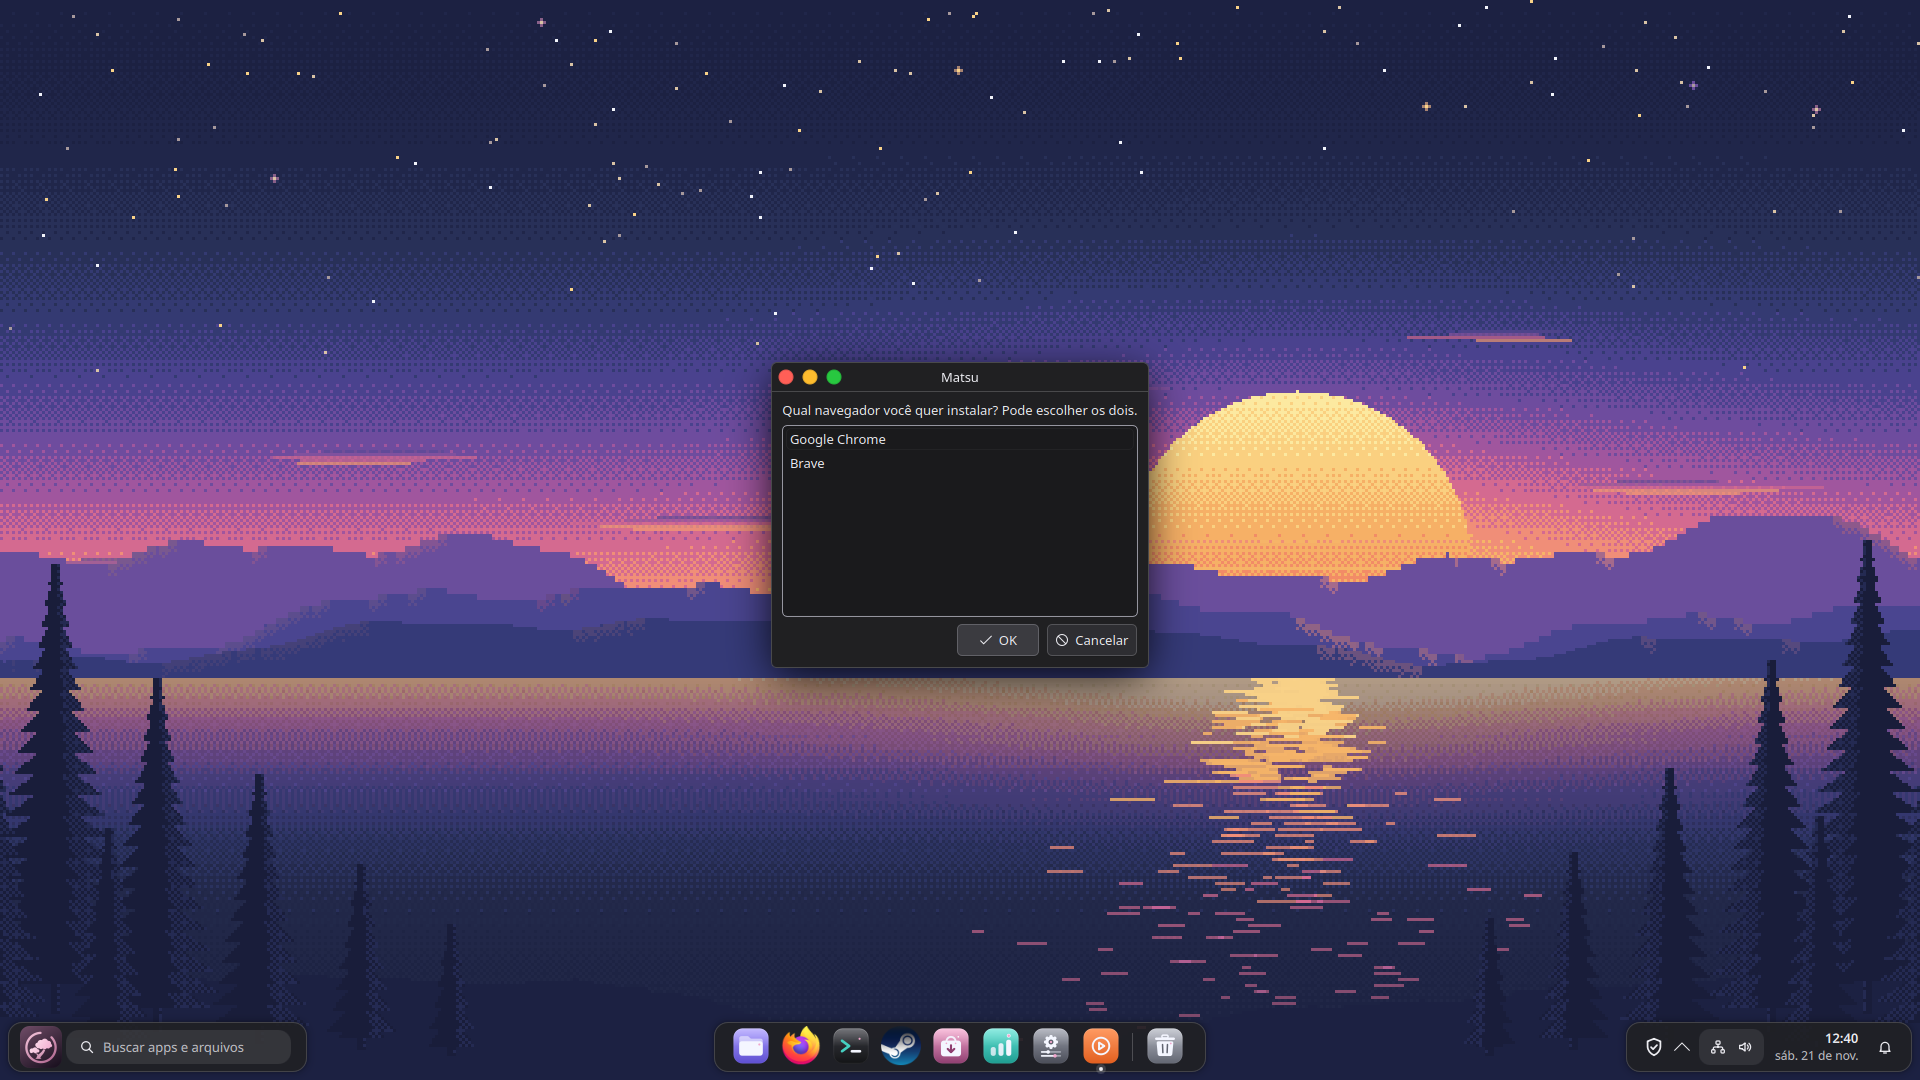 Matsu
Qual navegador você quer instalar? Pode escolher os dois.
Google Chrome
Brave
OK
Cancelar
Buscar apps e arquivos
12:40
sáb. 21 de nov.